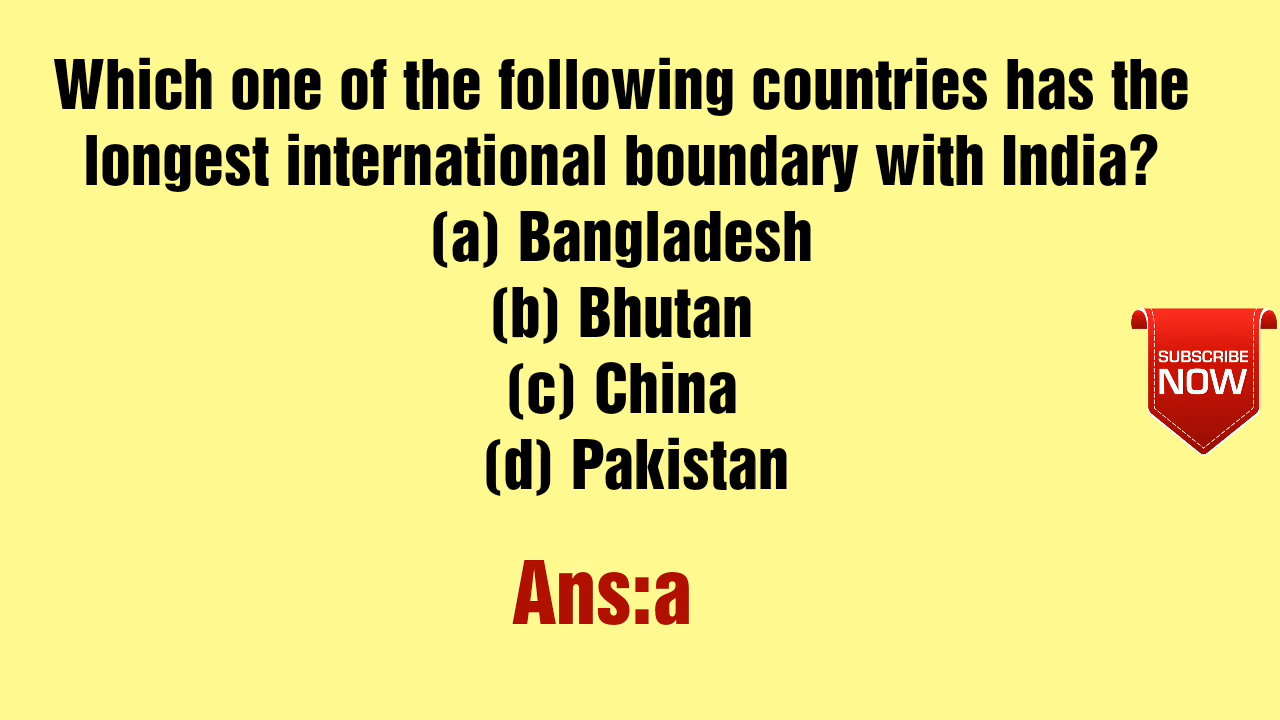 Which one of the following countries has the
longest international boundary with India?
(a) Bangladesh
(b) Bhutan
(c) China
(d) Pakistan
SUBSCRIBE
NOW
Ans:a